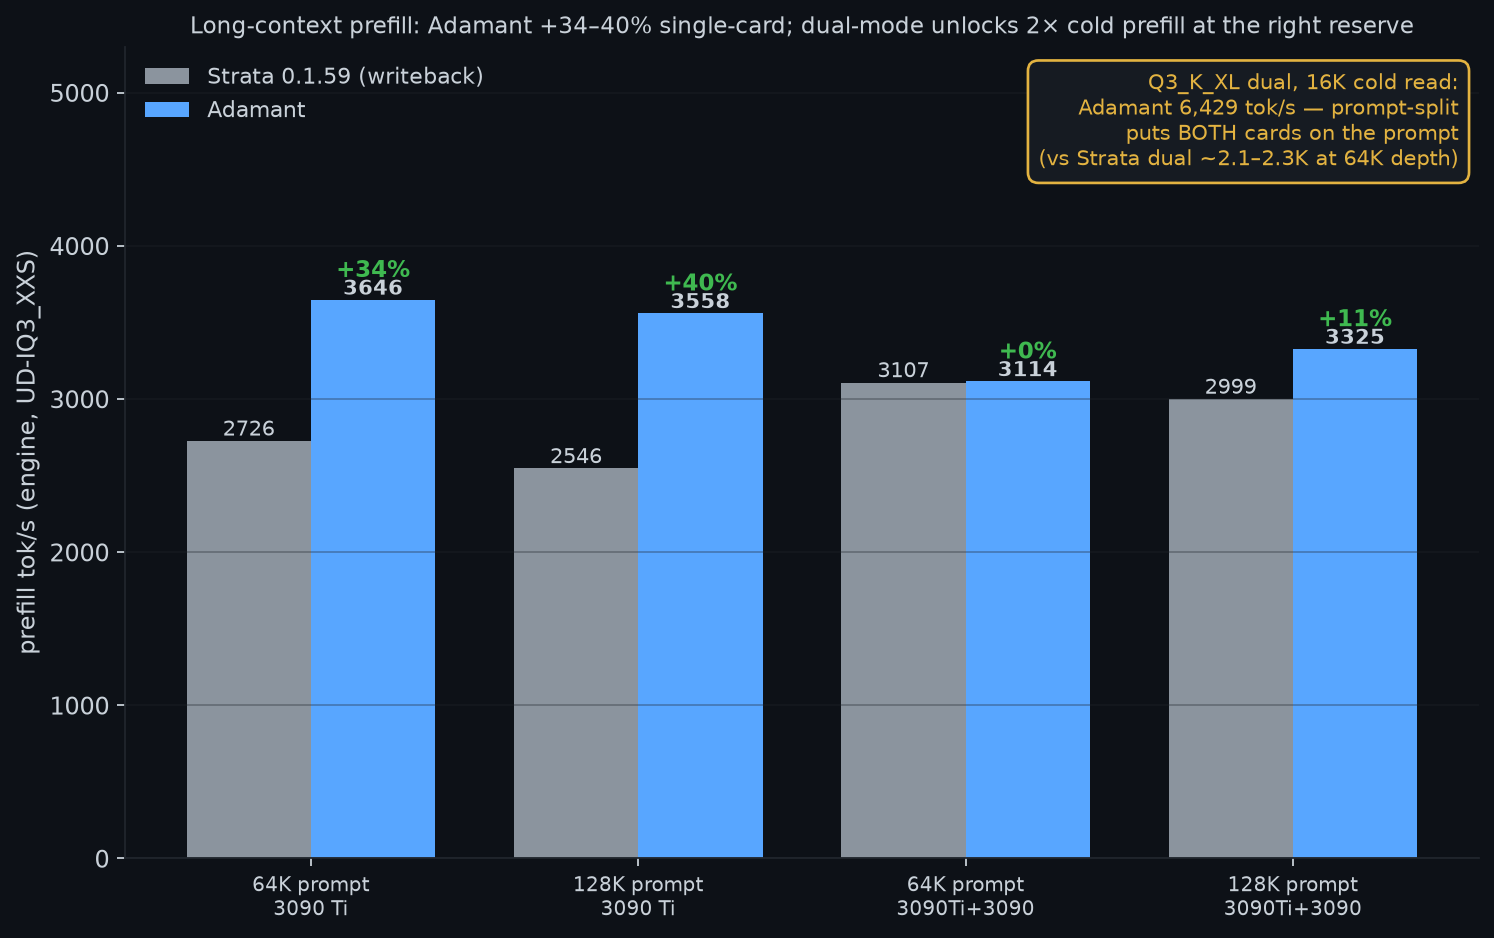 Long-context prefill: Adamant +34–40% single-card; dual-mode unlocks 2× cold prefill at the right reserve
Strata 0.1.59 (writeback)
Adamant
Q3_K_XL dual, 16K cold read:
Adamant 6,429 tok/s — prompt-split
puts BOTH cards on the prompt
(vs Strata dual ~2.1–2.3K at 64K depth)
prefill tok/s (engine, UD-IQ3_XXS)
5000
4000
3000
2000
1000
0
2726
+34%
3646
2546
+40%
3558
3107
+0%
3114
2999
+11%
3325
64K prompt
3090 Ti
128K prompt
3090 Ti
64K prompt
3090Ti+3090
128K prompt
3090Ti+3090